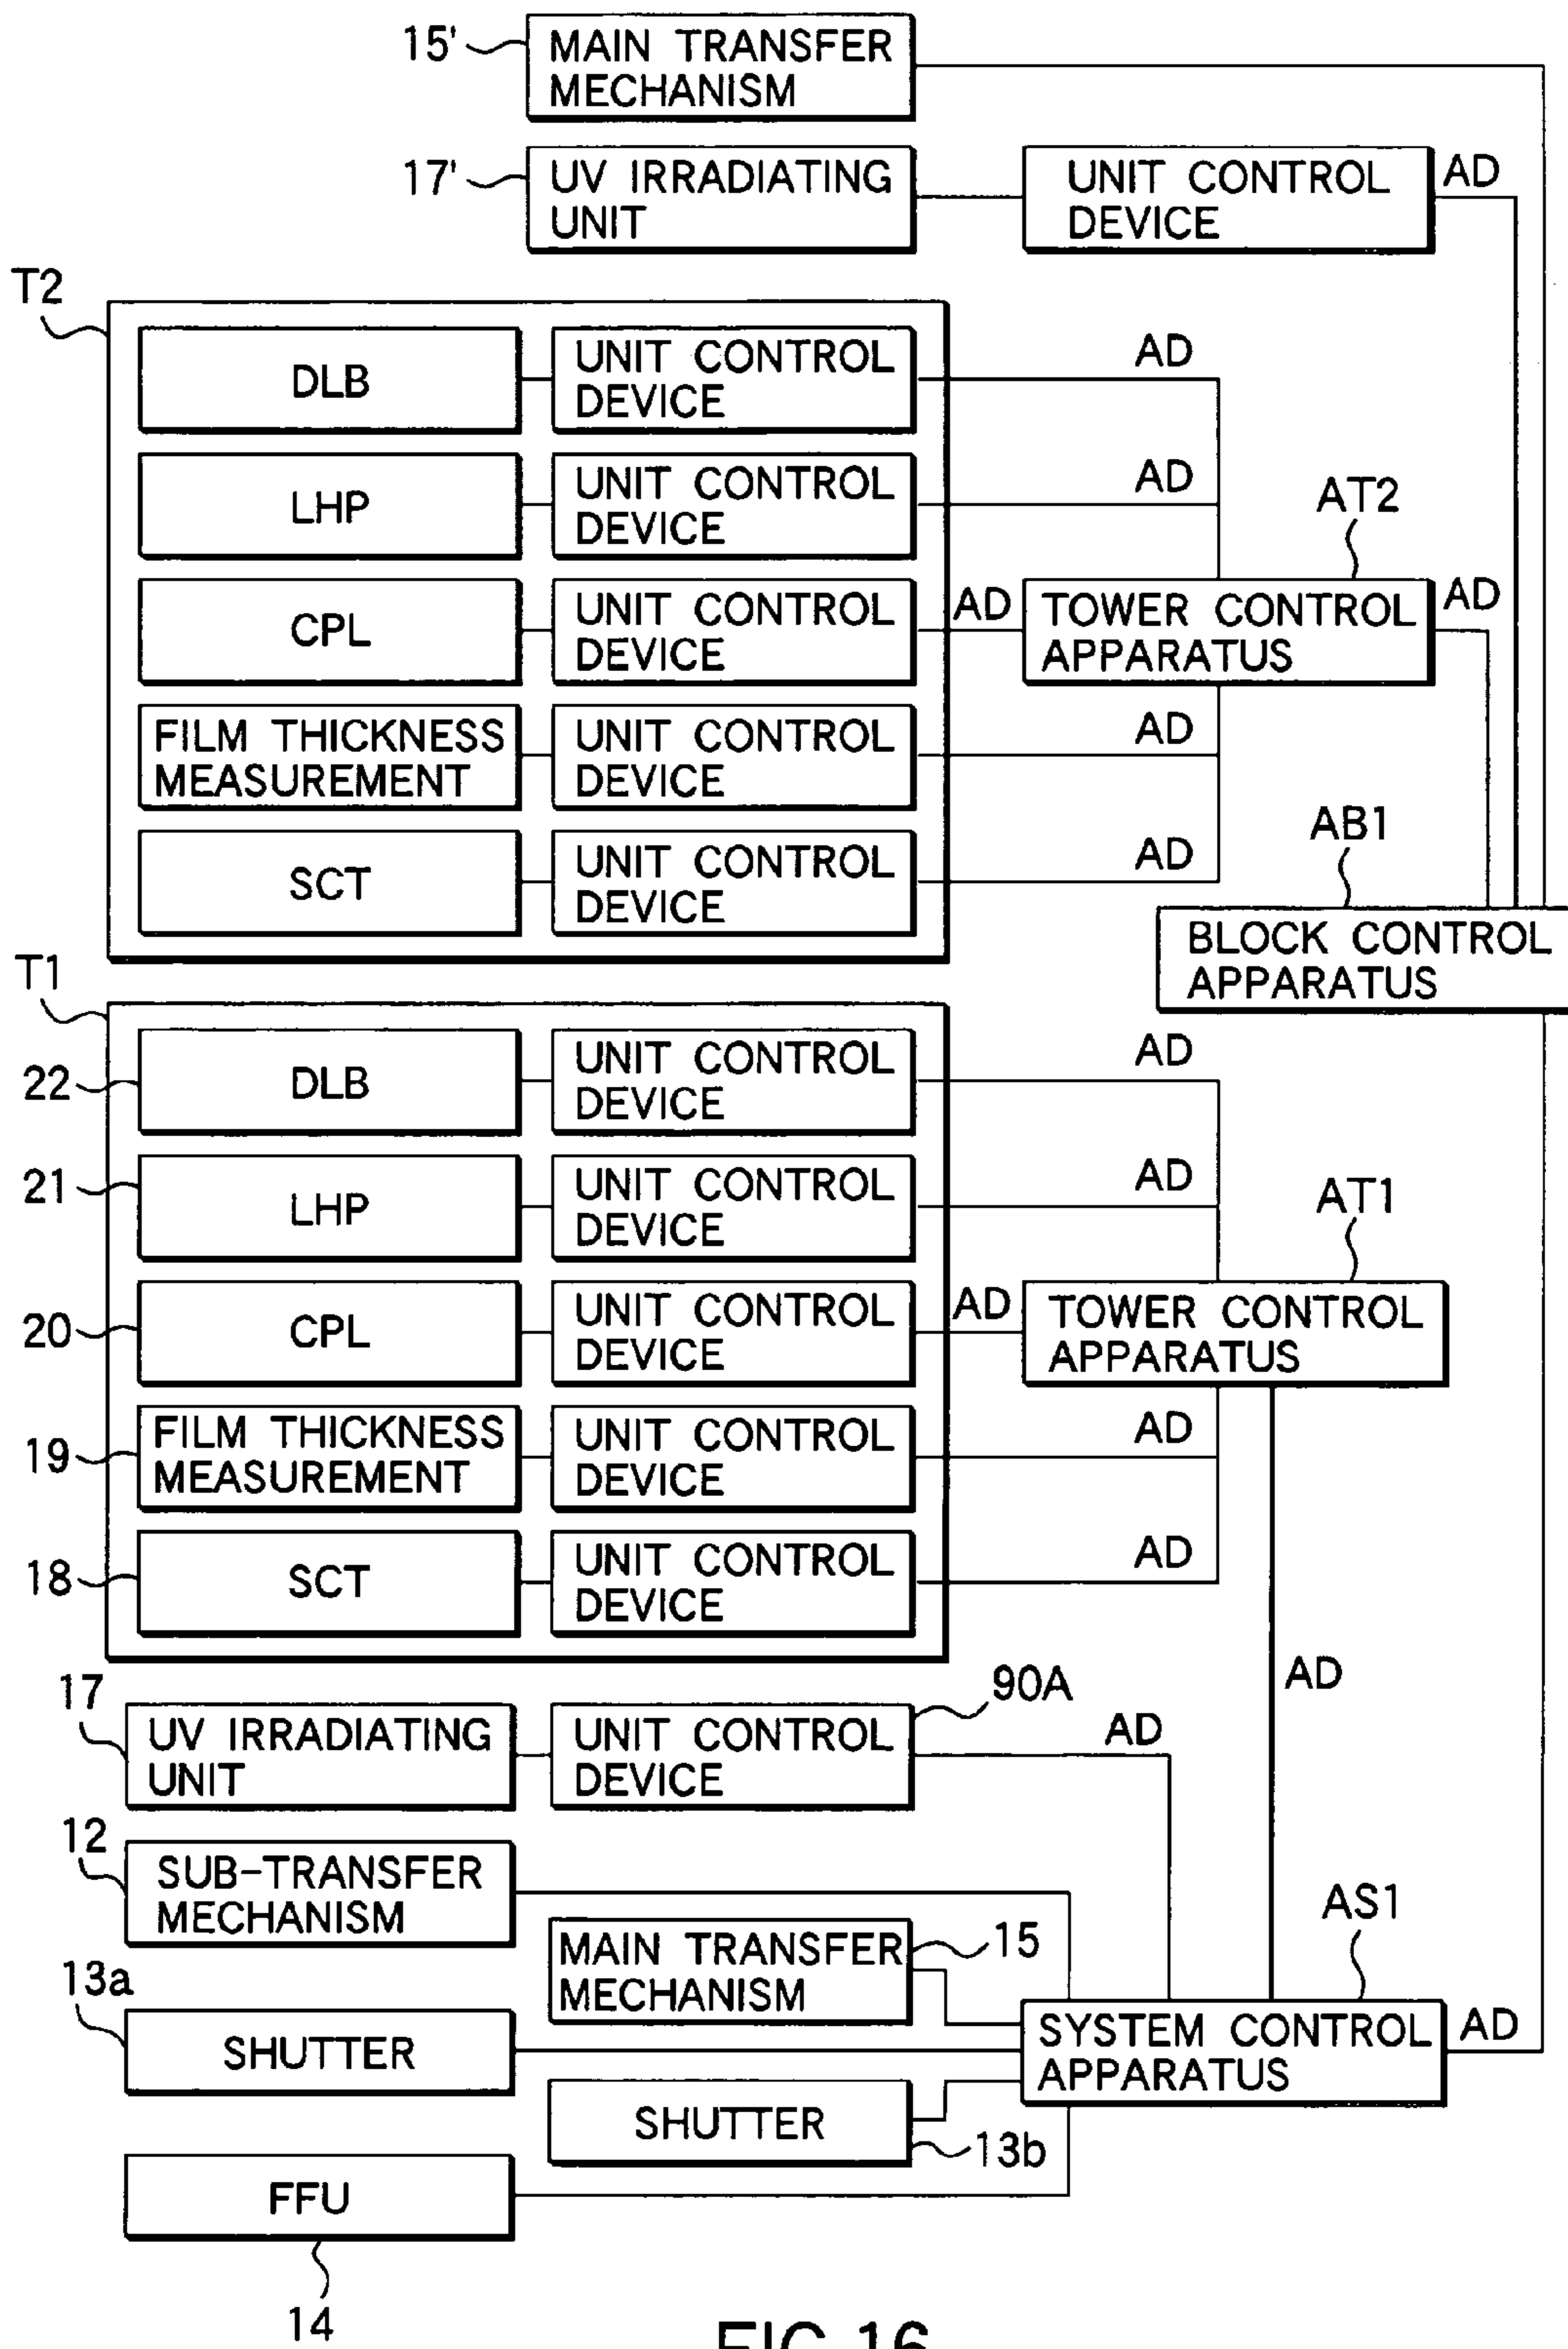 15'
MAIN TRANSFER
MECHANISM
17'
UV IRRADIATING
UNIT
UNIT CONTROL
DEVICE
AD
T2
DLB
UNIT CONTROL
DEVICE
AD
LHP
UNIT CONTROL
DEVICE
AD
AT2
CPL
UNIT CONTROL
DEVICE
AD
TOWER CONTROL
APPARATUS
AD
FILM THICKNESS
MEASUREMENT
UNIT CONTROL
DEVICE
AD
AB1
SCT
UNIT CONTROL
DEVICE
AD
BLOCK CONTROL
APPARATUS
T1
22
DLB
UNIT CONTROL
DEVICE
AD
21
LHP
UNIT CONTROL
DEVICE
AD
AT1
20
CPL
UNIT CONTROL
DEVICE
AD
TOWER CONTROL
APPARATUS
19
FILM THICKNESS
MEASUREMENT
UNIT CONTROL
DEVICE
AD
18
SCT
UNIT CONTROL
DEVICE
AD
AD
17
UV IRRADIATING
UNIT
UNIT CONTROL
DEVICE
90A
AD
12
SUB-TRANSFER
MECHANISM
MAIN TRANSFER
MECHANISM
15
AS1
13a
SHUTTER
SYSTEM CONTROL
APPARATUS
AD
SHUTTER
13b
FFU
14
FIG.16